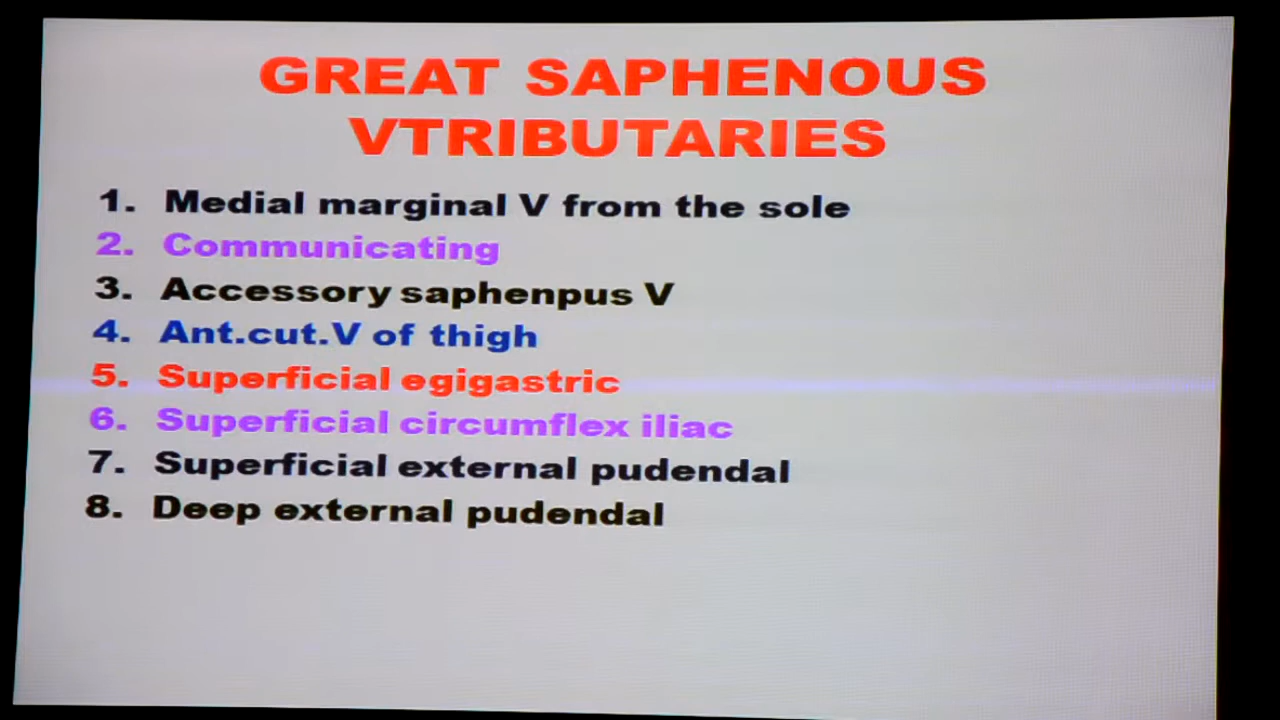 GREAT SAPHENOUS
VTRIBUTARIES
1. Medial marginal V from the sole
2. Communicating
3. Accessory saphenpus V
4. Ant.cut.V of thigh
5. Superficial egigastric
6. Superficial circumflex iliac
7. Superficial external pudendal
8. Deep external pudendal